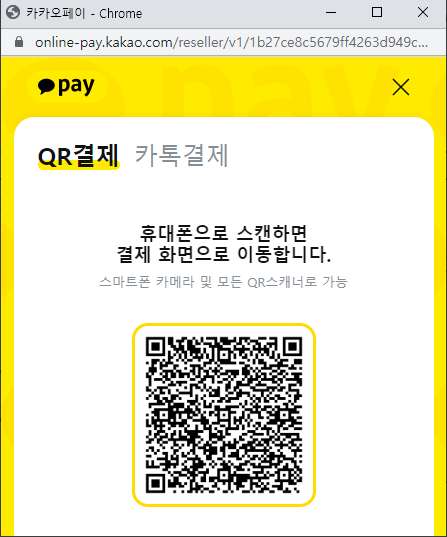 카카오페이 - Chrome
online-pay.kakao.com/reseller/v1/1b27ce8c5679ff4263d949c...
pay
QR결제 카톡결제
휴대폰으로 스캔하면
결제 화면으로 이동합니다.
스마트폰 카메라 및 모든 QR스캐너로 가능